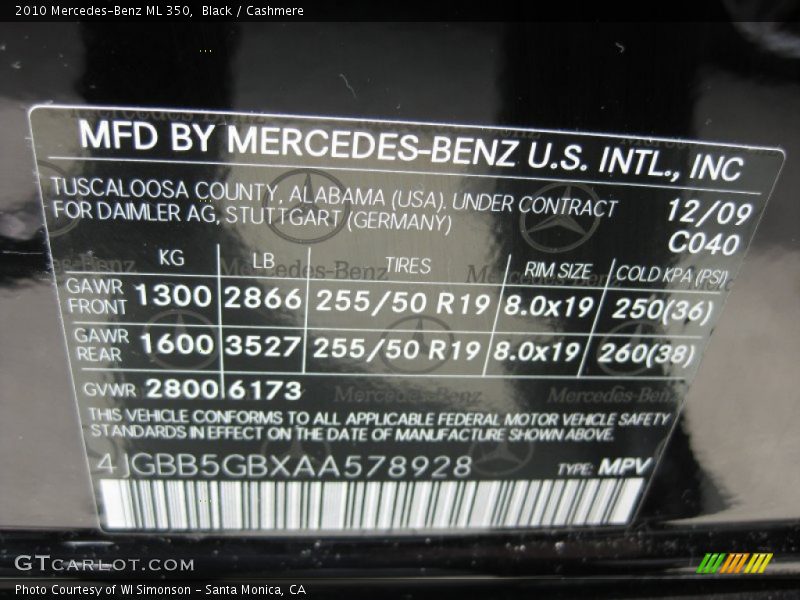 2010 Mercedes-Benz ML 350, Black / Cashmere
MFD BY MERCEDES-BENZ U.S. INTL., INC
TUSCALOOSA COUNTY, ALABAMA (USA). UNDER CONTRACT
FOR DAIMLER AG, STUTTGART (GERMANY)
12/09
C040
KG LB TIRES RIM SIZE COLD KPA (PSI)
GAWR FRONT 1300 2866 255/50 R19 8.0x19 250(36)
GAWR REAR 1600 3527 255/50 R19 8.0x19 260(38)
GVWR 2800 6173
THIS VEHICLE CONFORMS TO ALL APPLICABLE FEDERAL MOTOR VEHICLE SAFETY
STANDARDS IN EFFECT ON THE DATE OF MANUFACTURE SHOWN ABOVE.
4JGBB5GBXAA578928 TYPE: MPV
GTCARLOT.COM
Photo Courtesy of WI Simonson - Santa Monica, CA